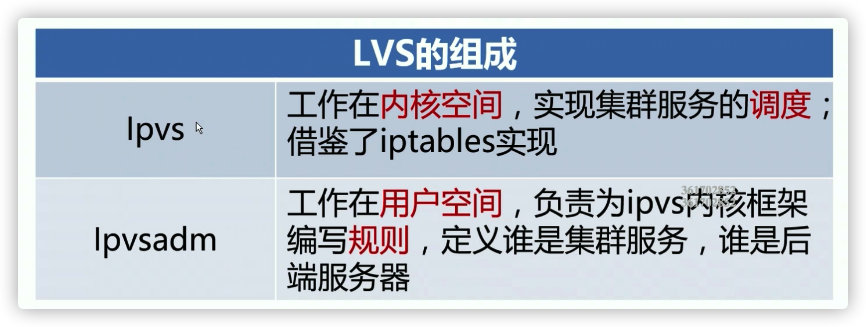 LVS的组成
Ipvs
工作在内核空间，实现集群服务的调度；
借鉴了iptables实现
Ipvsadm
工作在用户空间，负责为ipvs内核框架
编写规则，定义谁是集群服务，谁是后
端服务器